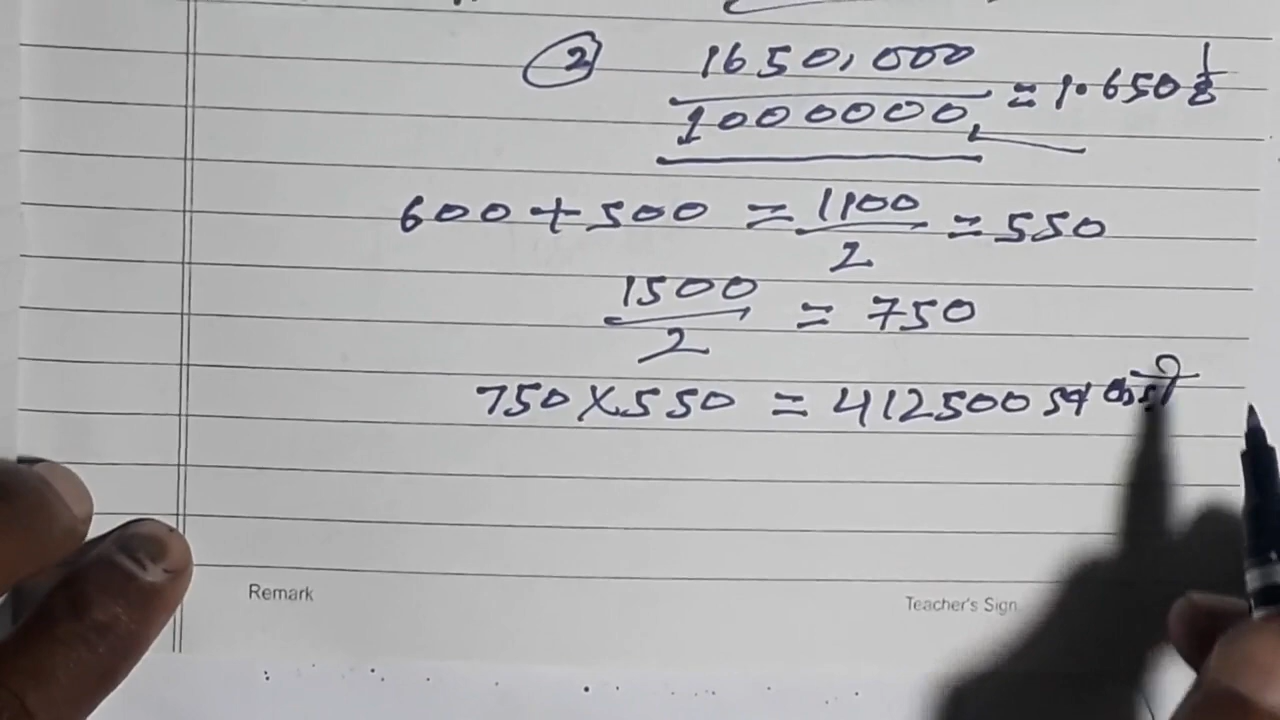 2 1650,000 = 1.650
1000000
600 + 500 = 1100 = 550
2
1500 = 750
2
750 X 550 = 412500
Remark Teacher's Sign